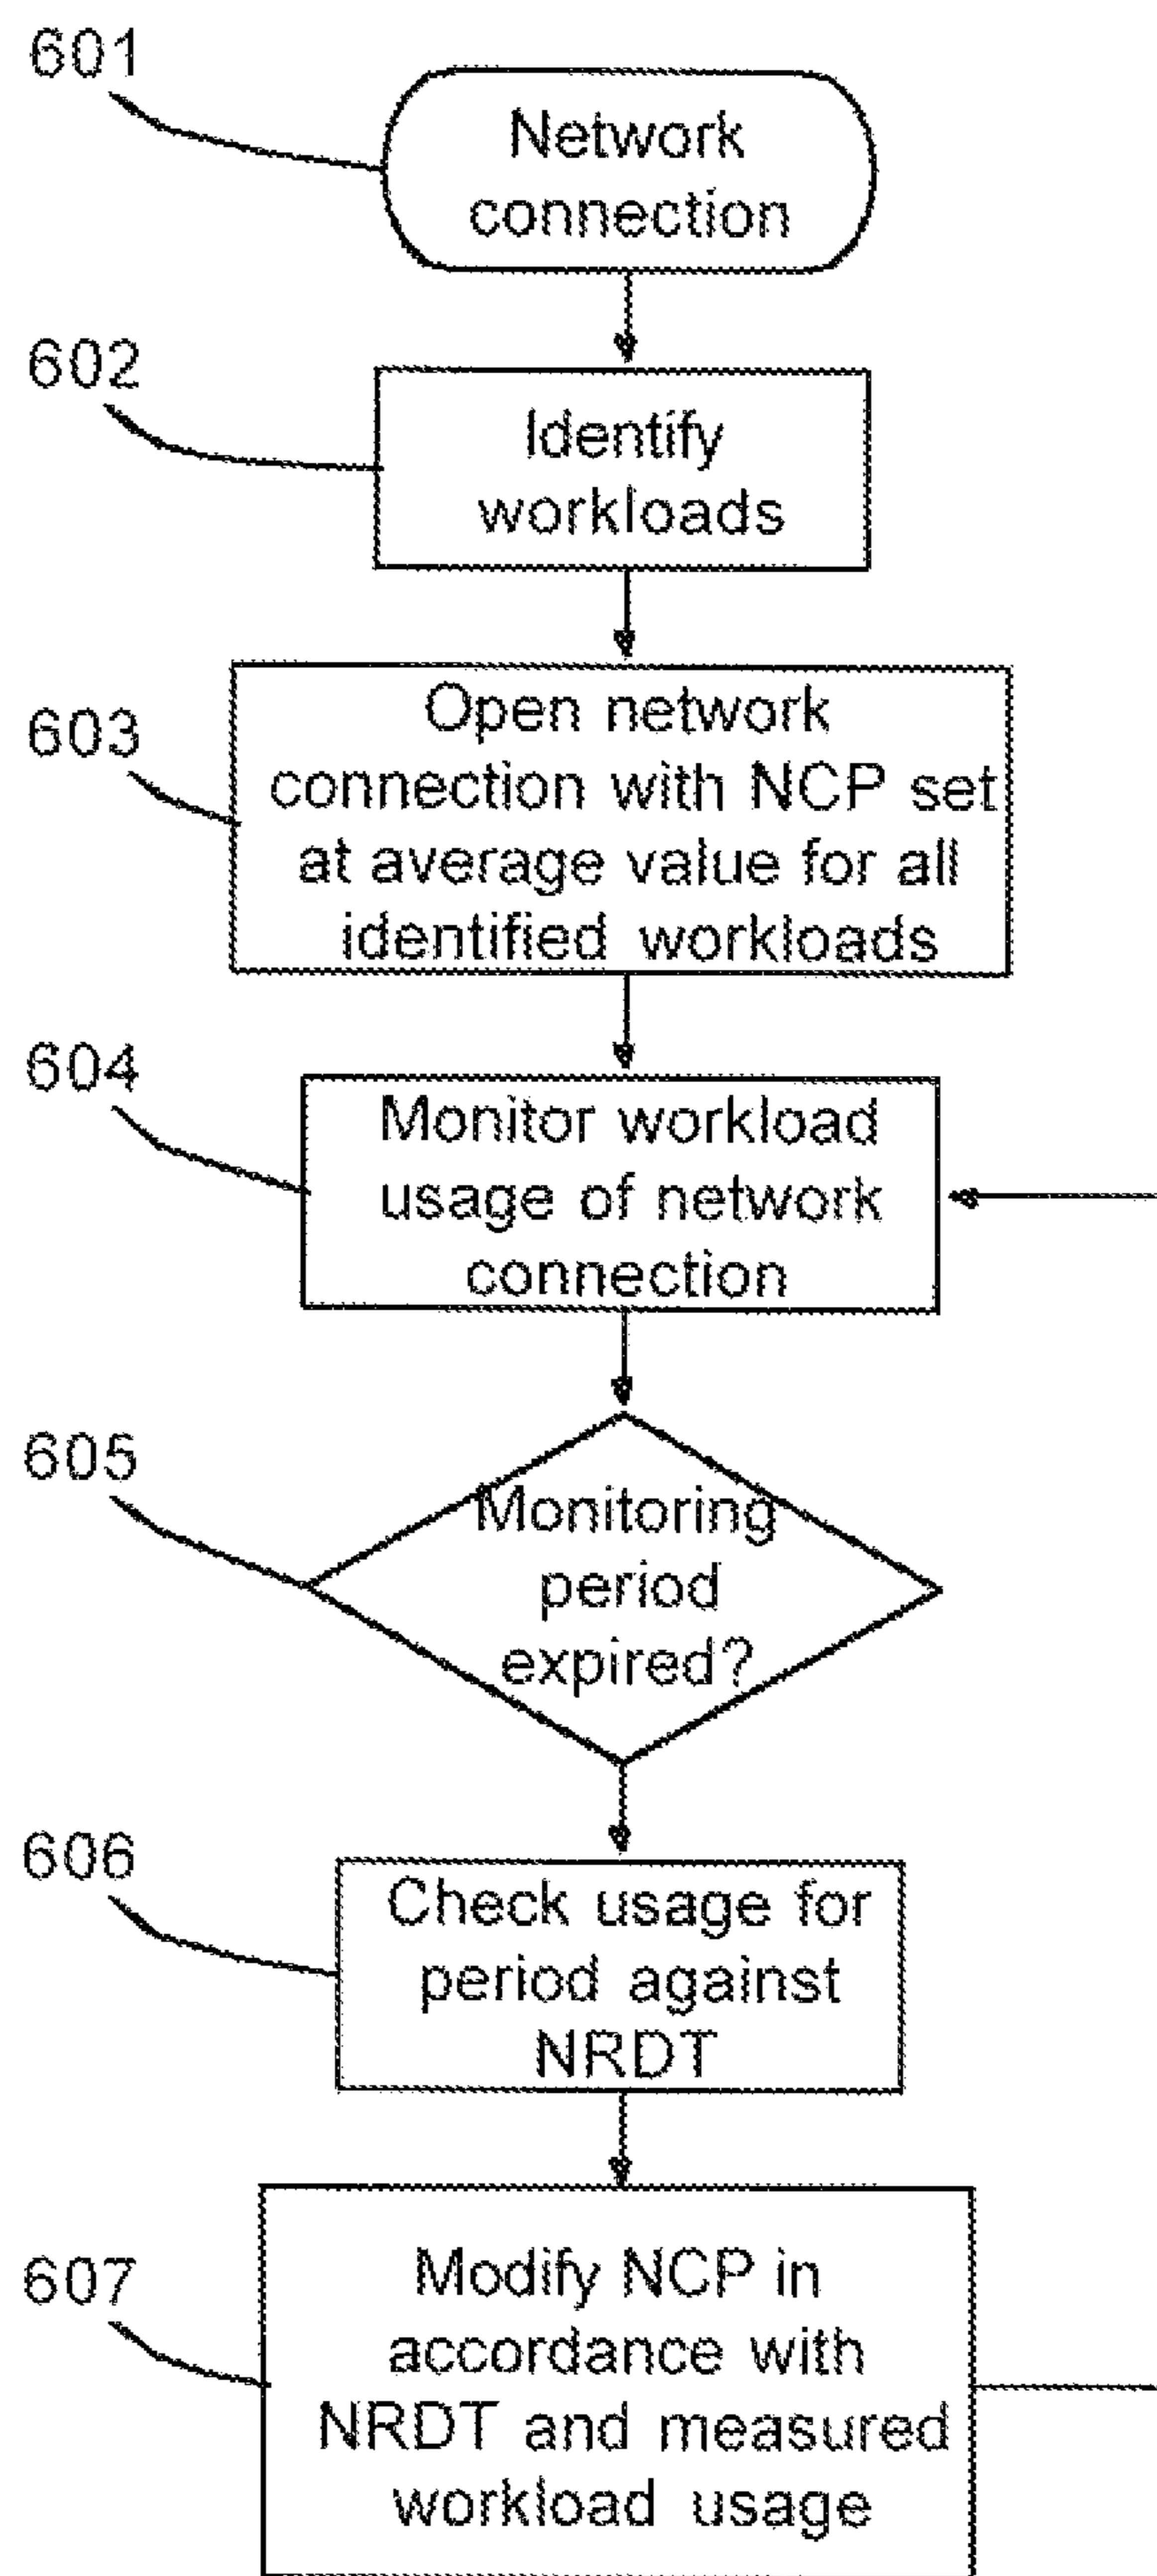 601
Network
connection
602
Identify
workloads
603
Open network
connection with NCP set
at average value for all
identified workloads
604
Monitor workload
usage of network
connection
605
Monitoring
period
expired?
606
Check usage for
period against
NRDT
607
Modify NCP in
accordance with
NRDT and measured
workload usage